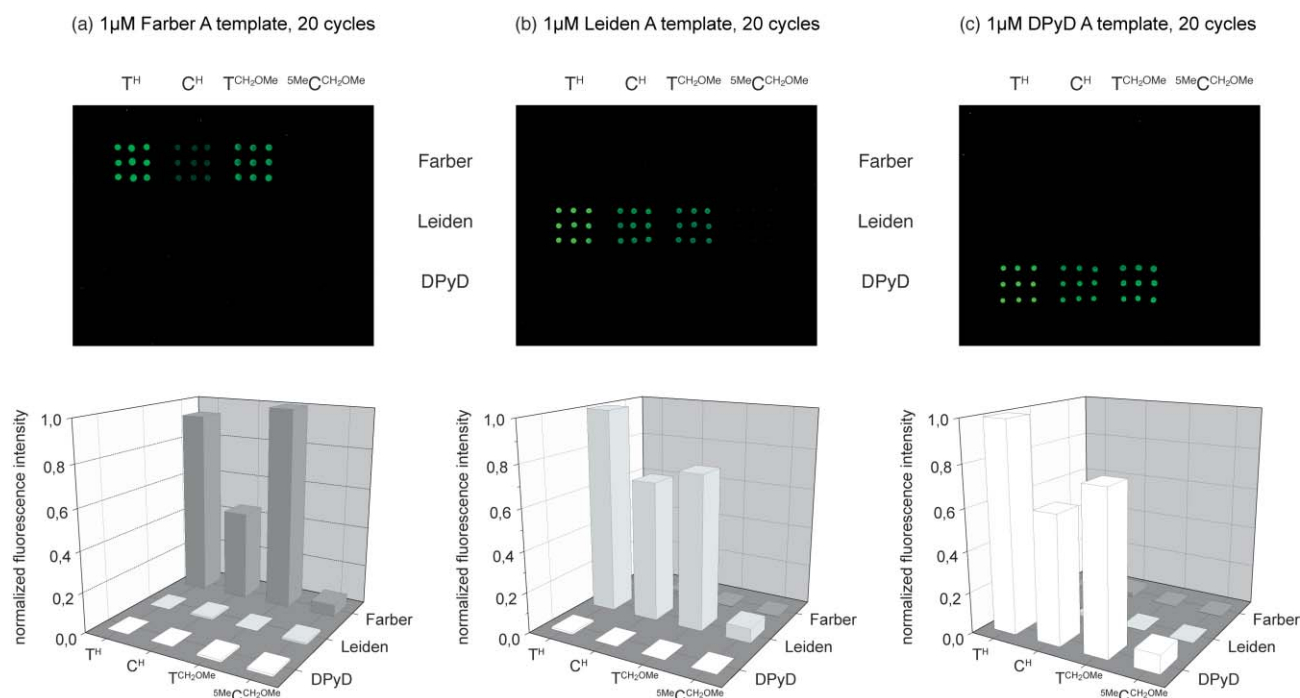 (a) 1µM Farber A template, 20 cycles
(b) 1µM Leiden A template, 20 cycles
(c) 1µM DPyD A template, 20 cycles
T^H C^H T^CH₂OMe ^5MeC^CH₂OMe
T^H C^H T^CH₂OMe ^5MeC^CH₂OMe
T^H C^H T^CH₂OMe ^5MeC^CH₂OMe
Farber
Leiden
DPyD
Farber
Leiden
DPyD
normalized fluorescence intensity
1,0
0,8
0,6
0,4
0,2
0,0
T^H
C^H
T^CH₂OMe
^5MeC^CH₂OMe
Farber
Leiden
DPyD
normalized fluorescence intensity
1,0
0,8
0,6
0,4
0,2
0,0
T^H
C^H
T^CH₂OMe
^5MeC^CH₂OMe
Farber
Leiden
DPyD
normalized fluorescence intensity
1,0
0,8
0,6
0,4
0,2
0,0
T^H
C^H
T^CH₂OMe
^5MeC^CH₂OMe
Farber
Leiden
DPyD